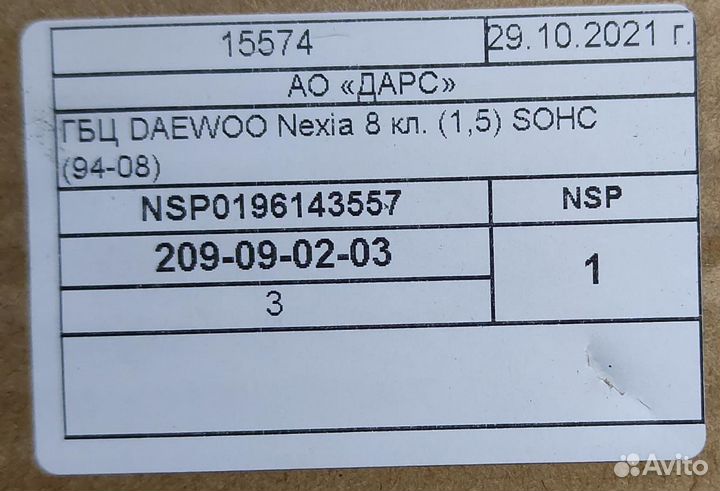 15574 29.10.2021 г.
АО «ДАРС»
ГБЦ DAEWOO Nexia 8 кл. (1,5) SOHC
(94-08)
NSP0196143557 NSP
209-09-02-03
1
3
Avito